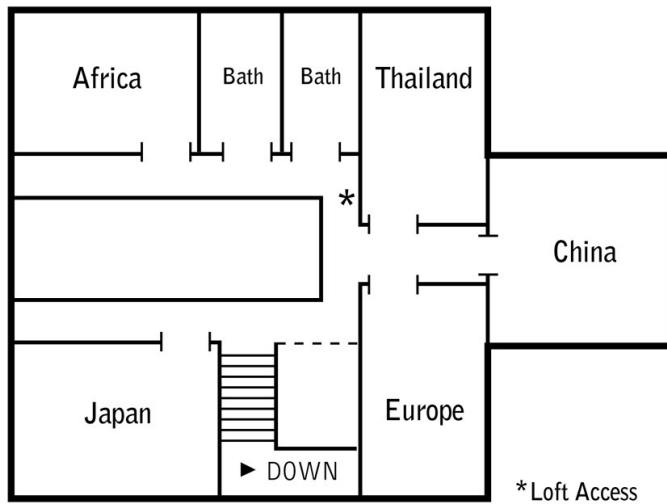 Africa
Bath
Bath
Thailand
*
China
Japan
Europe
► DOWN
*Loft Access